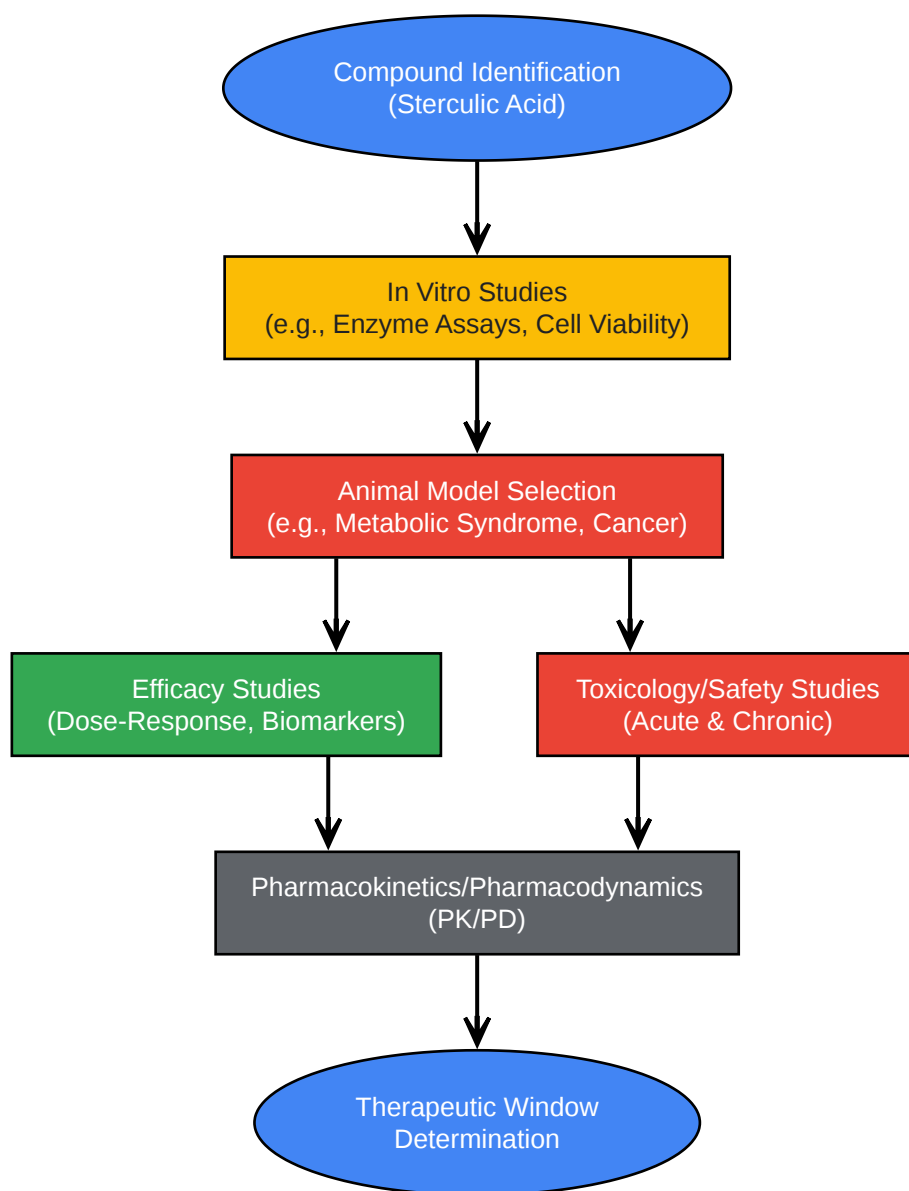 Compound Identification
(Sterculic Acid)
In Vitro Studies
(e.g., Enzyme Assays, Cell Viability)
Animal Model Selection
(e.g., Metabolic Syndrome, Cancer)
Efficacy Studies
(Dose-Response, Biomarkers)
Toxicology/Safety Studies
(Acute & Chronic)
Pharmacokinetics/Pharmacodynamics
(PK/PD)
Therapeutic Window
Determination